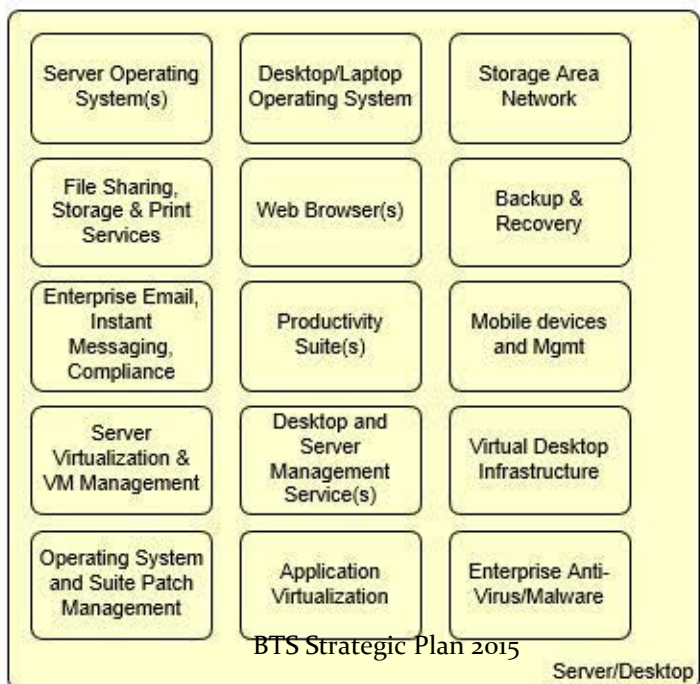 Server Operating
System(s)
Desktop/Laptop
Operating System
Storage Area
Network
File Sharing,
Storage & Print
Services
Web Browser(s)
Backup &
Recovery
Enterprise Email,
Instant
Messaging,
Compliance
Productivity
Suite(s)
Mobile devices
and Mgmt
Server
Virtualization &
VM Management
Desktop and
Server
Management
Service(s)
Virtual Desktop
Infrastructure
Operating System
and Suite Patch
Management
Application
Virtualization
Enterprise Anti-
Virus/Malware
BTS Strategic Plan 2015
Server/Desktop